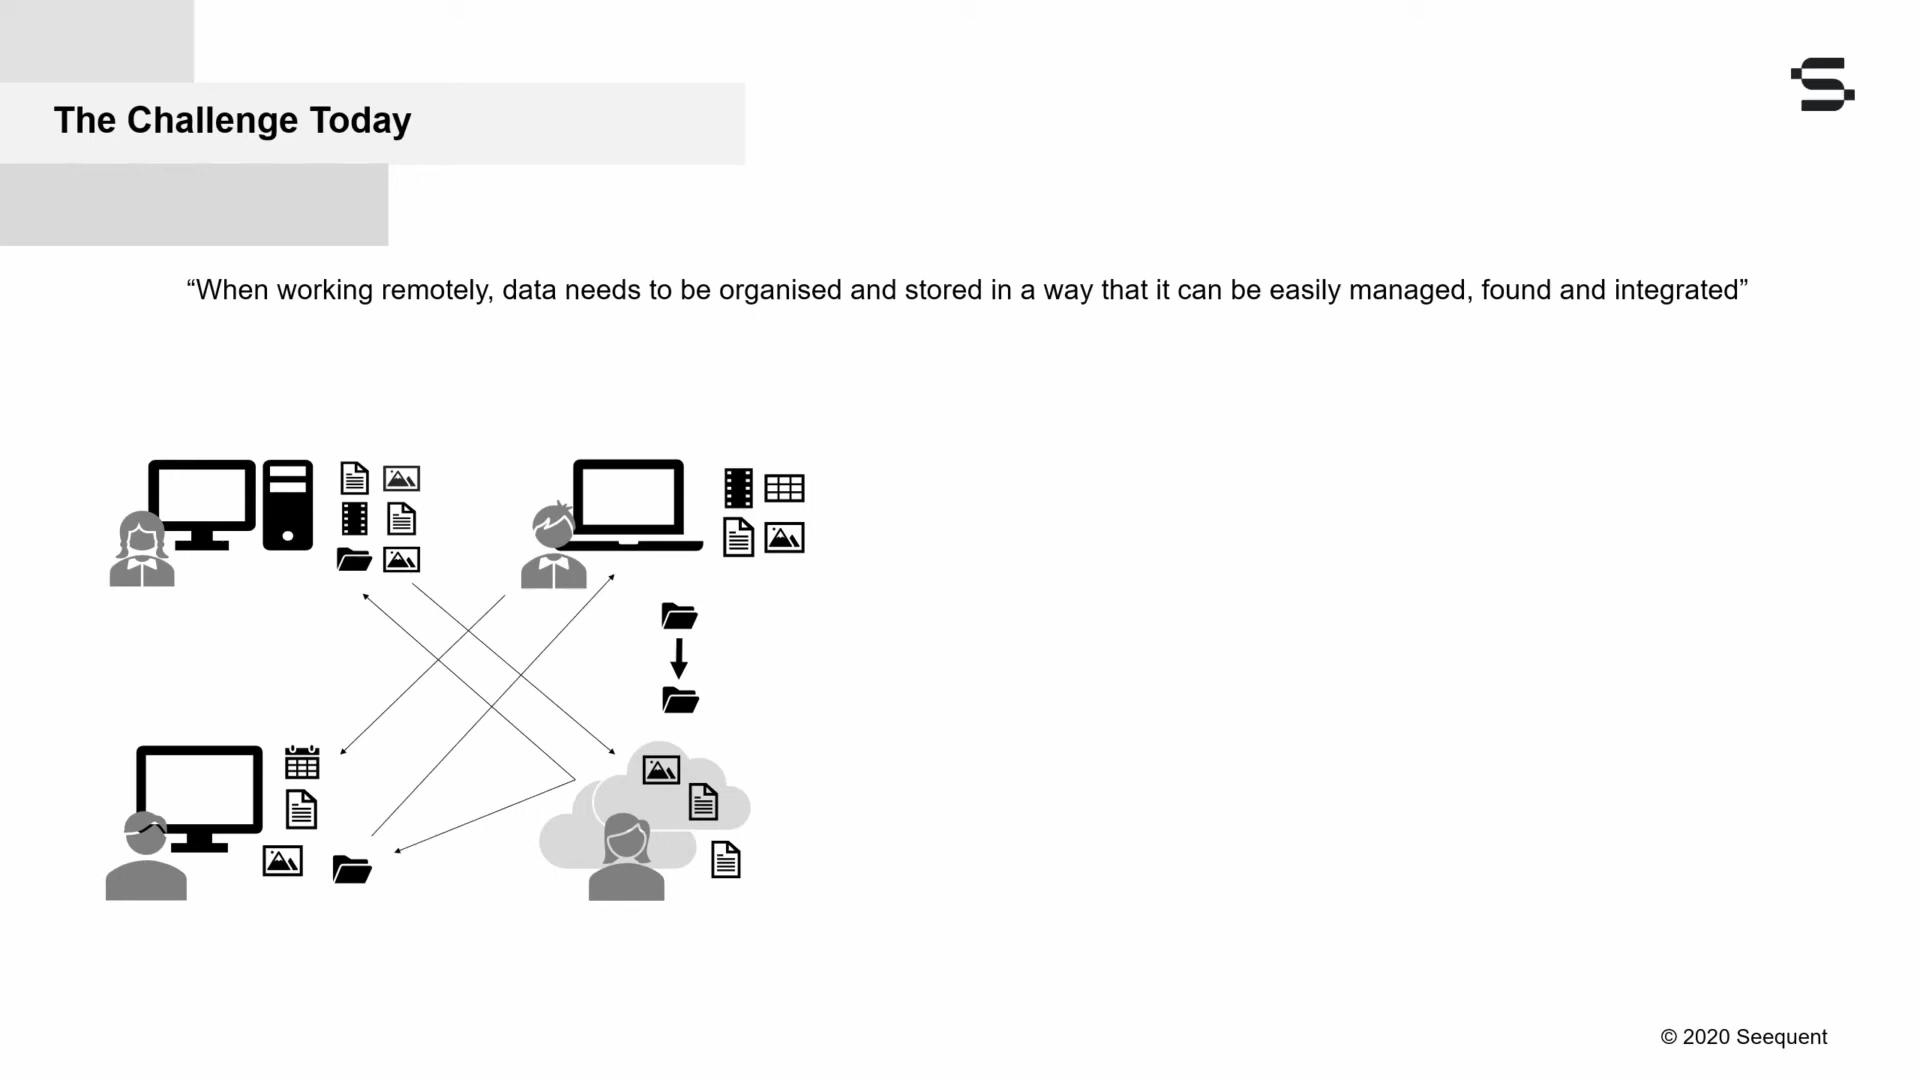 The Challenge Today
“When working remotely, data needs to be organised and stored in a way that it can be easily managed, found and integrated”
© 2020 Seequent